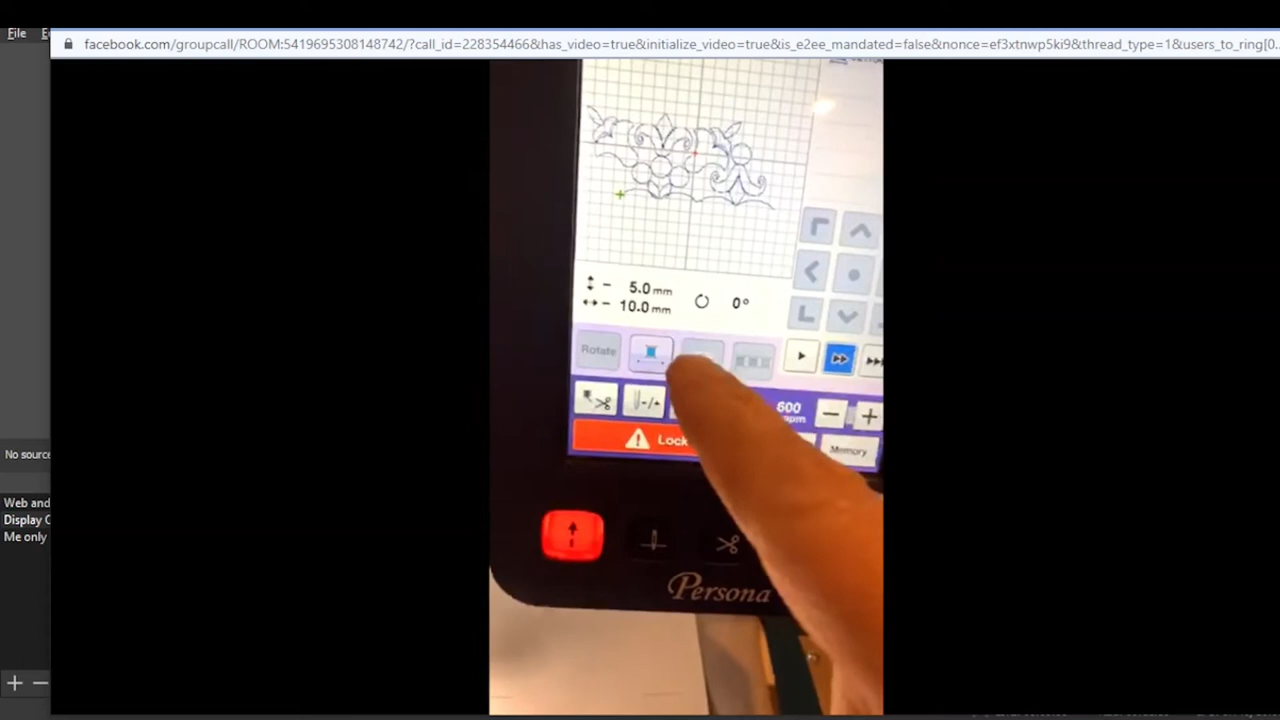 File
facebook.com/groupcall/ROOM:5419695308148742/?call_id=228354466&has_video=true&initialize_video=true&is_e2ee_mandated=false&nonce=ef3xtnwp5ki9&thread_type=1&users_to_ring[0...
5.0 mm
10.0 mm
0°
Rotate
-/+
600
spm
- +
Lock
Memory
No source
Web and
Display C
Me only
Persona